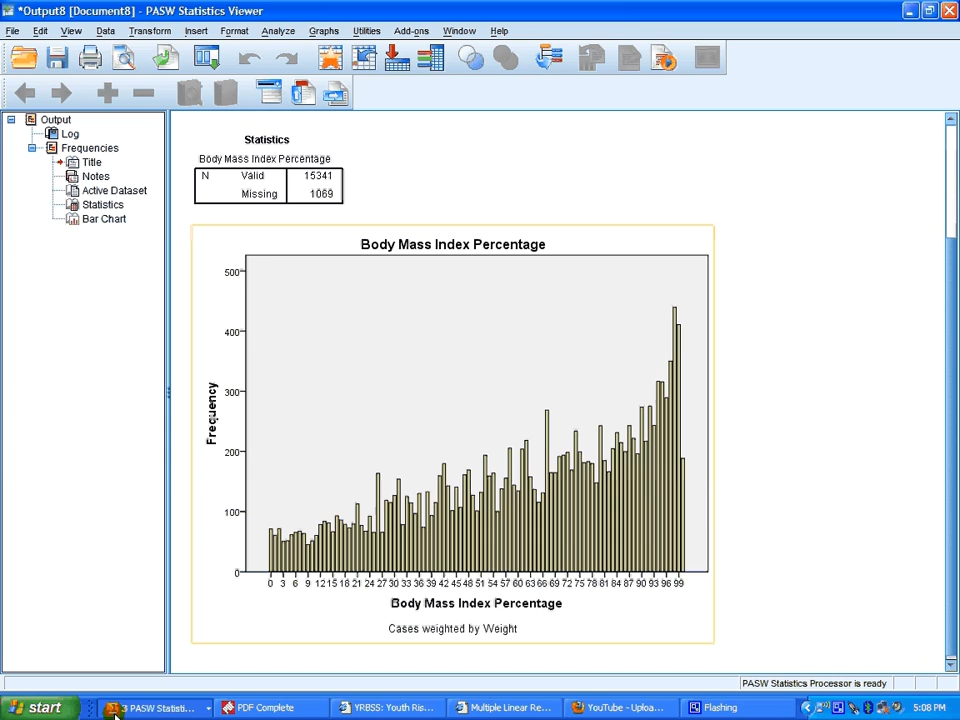 *Output8 [Document8] - PASW Statistics Viewer
File Edit View Data Transform Insert Format Analyze Graphs Utilities Add-ons Window Help
Output
Log
Frequencies
Title
Notes
Active Dataset
Statistics
Bar Chart
Statistics
Body Mass Index Percentage
N Valid 15341
Missing 1069
Body Mass Index Percentage
500
400
300
200
100
0
Frequency
0 3 6 9 12 15 18 21 24 27 30 33 36 39 42 45 48 51 54 57 60 63 66 69 72 75 78 81 84 87 90 93 96 99
Body Mass Index Percentage
Cases weighted by Weight
PASW Statistics Processor is ready
start 3 PASW Statisti... PDF Complete YRBSS: Youth Ris... Multiple Linear Re... YouTube - Uploa... Flashing 5:08 PM